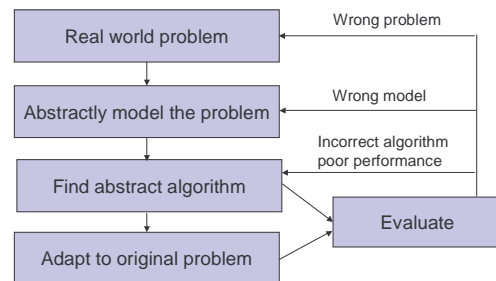 Real world problem
Wrong problem
Abstractly model the problem
Wrong model
Incorrect algorithm
poor performance
Find abstract algorithm
Evaluate
Adapt to original problem